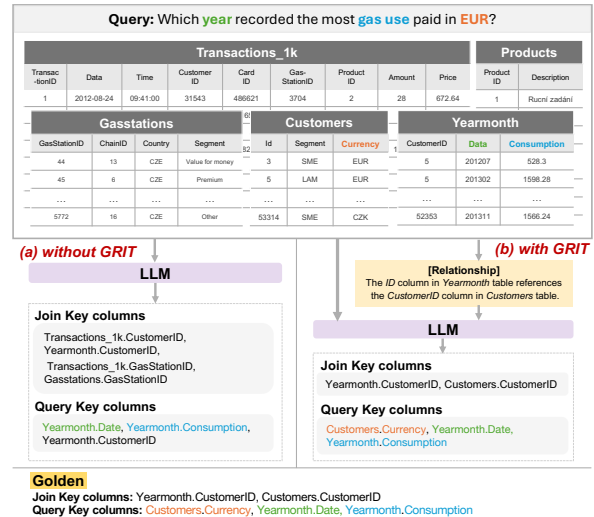 Query: Which year recorded the most gas use paid in EUR?
Transactions_1k
Products
Transac
-tionID
Data
Time
Customer
ID
Card
ID
Gas-
StationID
Product
ID
Amount
Price
Product
ID
Description
1
2012-08-24
09:41:00
31543
486621
3704
2
28
672.64
1
Rucní zadání
Gasstations
Customers
Yearmonth
GasStationID
ChainID
Country
Segment
Id
Segment
Currency
CustomerID
Data
Consumption
44
13
CZE
Value for money
3
SME
EUR
5
201207
528.3
45
6
CZE
Premium
5
LAM
EUR
5
201302
1598.28
...
...
...
...
...
...
...
...
...
...
5772
16
CZE
Other
53314
SME
CZK
52353
201311
1566.24
(a) without GRIT
(b) with GRIT
LLM
[Relationship]
The ID column in Yearmonth table references
the CustomerID column in Customers table.
LLM
Join Key columns
Transactions_1k.CustomerID,
Yearmonth.CustomerID,
Transactions_1k.GasStationID,
Gasstations.GasStationID
Query Key columns
Yearmonth.Date, Yearmonth.Consumption,
Yearmonth.CustomerID
Join Key columns
Yearmonth.CustomerID, Customers.CustomerID
Query Key columns
Customers.Currency, Yearmonth.Date,
Yearmonth.Consumption
Golden
Join Key columns: Yearmonth.CustomerID, Customers.CustomerID
Query Key columns: Customers.Currency, Yearmonth.Date, Yearmonth.Consumption